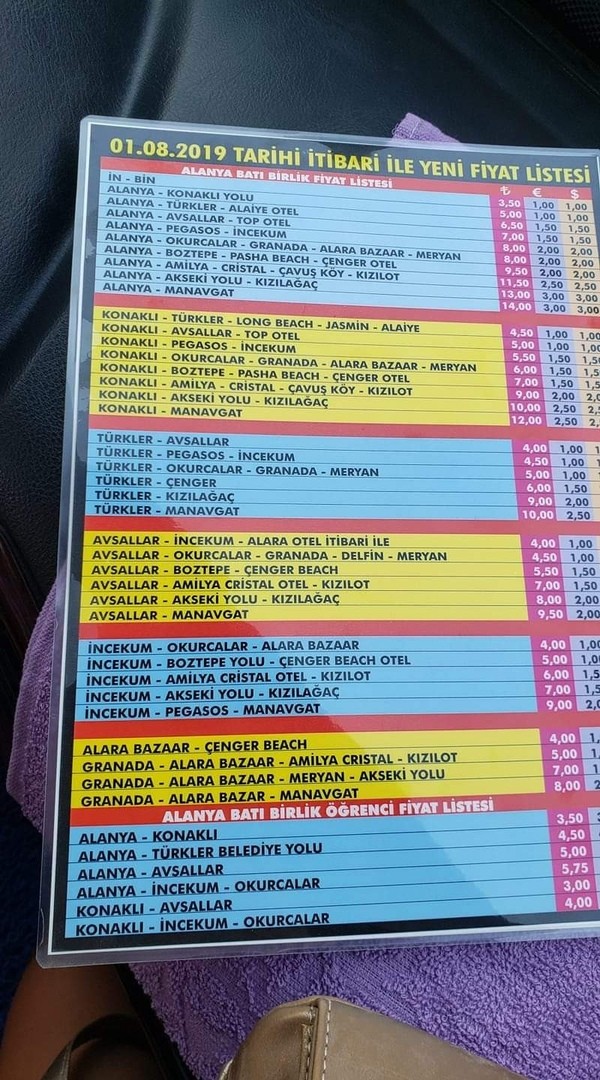 01.08.2019 TARİHİ İTİBARİ İLE YENİ FİYAT LİSTESİ
ALANYA BATI BİRLİK FİYAT LİSTESİ ₺ € $
İN - BİN 3,50 1,00 1,00
ALANYA - KONAKLI YOLU 5,00 1,00 1,00
ALANYA - TÜRKLER - ALAİYE OTEL 6,50 1,50 1,50
ALANYA - AVSALLAR - TOP OTEL 7,00 1,50 1,50
ALANYA - PEGASOS - İNCEKUM 8,00 2,00 2,00
ALANYA - OKURCALAR - GRANADA - ALARA BAZAAR - MERYAN 8,00 2,00 2,00
ALANYA - BOZTEPE - PASHA BEACH - ÇENGER OTEL 9,50 2,00 2,00
ALANYA - AMİLYA - CRİSTAL - ÇAVUŞ KÖY - KIZILOT 11,50 2,50 2,50
ALANYA - AKSEKİ YOLU - KIZILAĞAÇ 13,00 3,00 3,00
ALANYA - MANAVGAT 14,00 3,00 3,00
KONAKLI - TÜRKLER - LONG BEACH - JASMİN - ALAİYE 4,50 1,00 1,00
KONAKLI - AVSALLAR - TOP OTEL 5,00 1,00 1,00
KONAKLI - PEGASOS - İNCEKUM 5,50 1,50
KONAKLI - OKURCALAR - GRANADA - ALARA BAZAAR - MERYAN 6,00 1,50
KONAKLI - BOZTEPE - PASHA BEACH - ÇENGER OTEL 7,00 1,50
KONAKLI - AMİLYA - CRİSTAL - ÇAVUŞ KÖY - KIZILOT 9,00 2,00
KONAKLI - AKSEKİ YOLU - KIZILAĞAÇ 10,00 2,50
KONAKLI - MANAVGAT 12,00 2,50
TÜRKLER - AVSALLAR 4,00 1,00
TÜRKLER - PEGASOS - İNCEKUM 4,50 1,00
TÜRKLER - OKURCALAR - GRANADA - MERYAN 5,00 1,00
TÜRKLER - ÇENGER 6,00 1,50
TÜRKLER - KIZILAĞAÇ 9,00 2,00
TÜRKLER - MANAVGAT 10,00 2,50
AVSALLAR - İNCEKUM - ALARA OTEL İTİBARİ İLE 4,00 1,00
AVSALLAR - OKURCALAR - GRANADA - DELFİN - MERYAN 4,50 1,00
AVSALLAR - BOZTEPE - ÇENGER BEACH 5,50 1,50
AVSALLAR - AMİLYA CRİSTAL OTEL - KIZILOT 7,00 1,50
AVSALLAR - AKSEKİ YOLU - KIZILAĞAÇ 8,00 2,00
AVSALLAR - MANAVGAT 9,50 2,00
İNCEKUM - OKURCALAR - ALARA BAZAAR 4,00 1,00
İNCEKUM - BOZTEPE YOLU - ÇENGER BEACH OTEL 5,00 1,00
İNCEKUM - AMİLYA CRİSTAL OTEL - KIZILOT 6,00
İNCEKUM - AKSEKİ YOLU - KIZILAĞAÇ 7,00
İNCEKUM - PEGASOS - MANAVGAT 9,00
ALARA BAZAAR - ÇENGER BEACH 4,00
GRANADA - ALARA BAZAAR - AMİLYA CRISTAL - KIZILOT 5,00
GRANADA - ALARA BAZAAR - MERYAN - AKSEKİ YOLU 7,00
GRANADA - ALARA BAZAR - MANAVGAT 8,00
ALANYA BATI BİRLİK ÖĞRENCİ FİYAT LİSTESİ
ALANYA - KONAKLI 3,50
ALANYA - TÜRKLER BELEDİYE YOLU 4,50
ALANYA - AVSALLAR 5,00
ALANYA - İNCEKUM - OKURCALAR 5,75
KONAKLI - AVSALLAR 3,00
KONAKLI - İNCEKUM - OKURCALAR 4,00